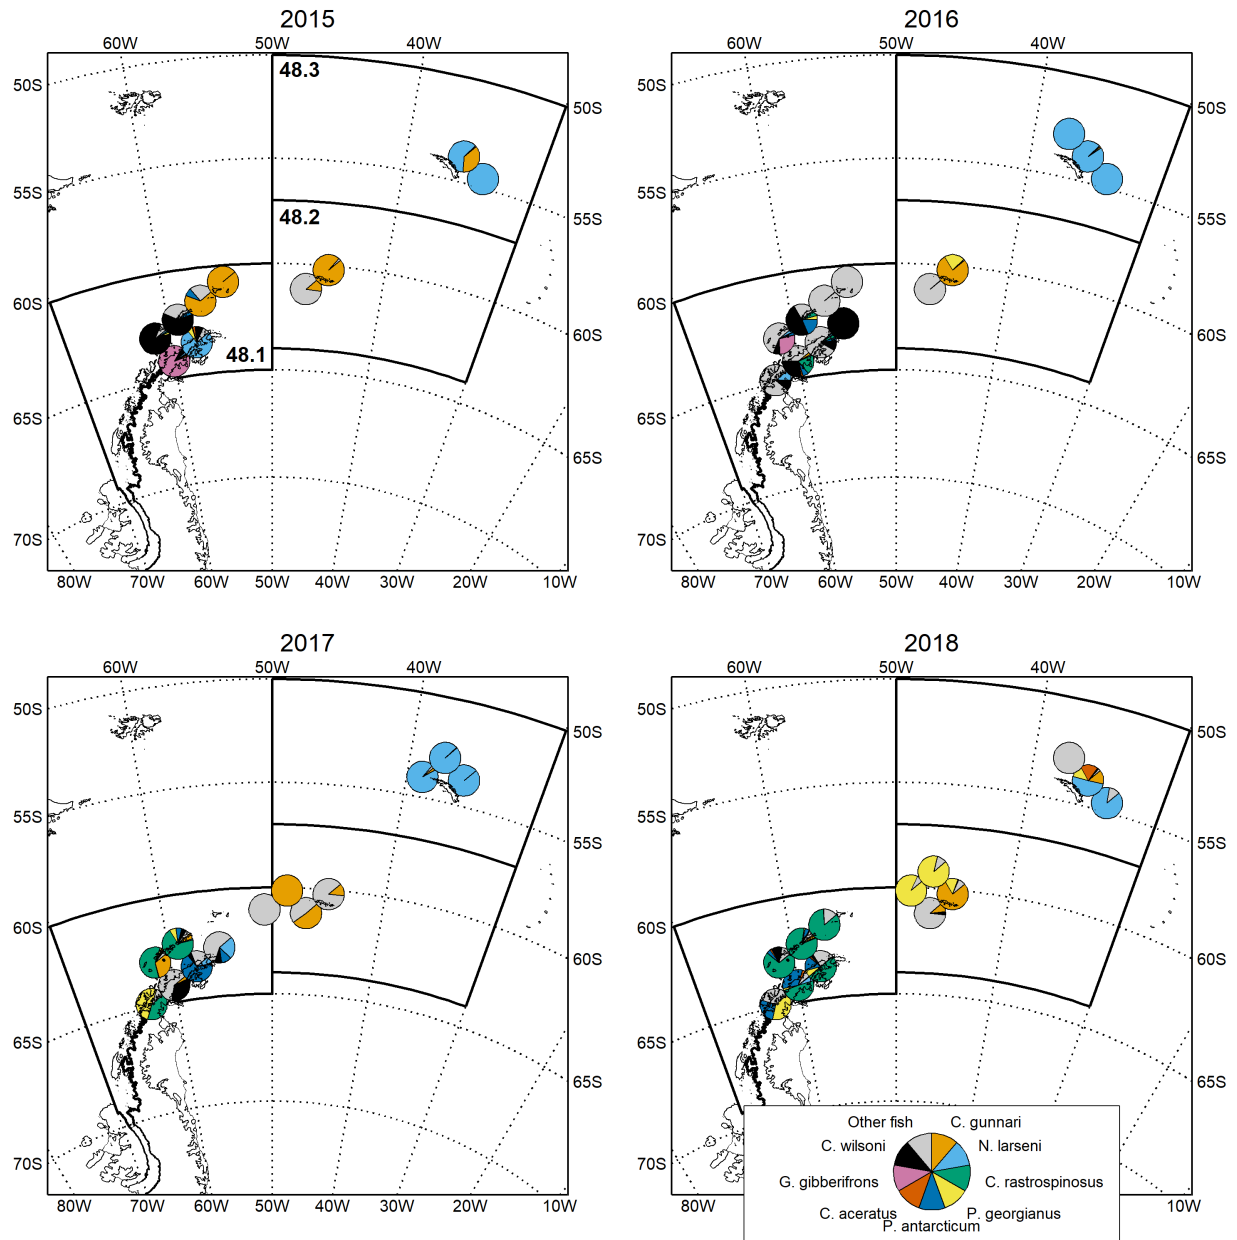 2015
60W 50W 40W
50S
48.3
50S
55S
48.2
55S
60S
48.1
60S
65S
65S
70S
80W 70W 60W 50W 40W 30W 20W 10W
2016
60W 50W 40W
50S
50S
55S
55S
60S
60S
65S
65S
70S
80W 70W 60W 50W 40W 30W 20W 10W
2017
60W 50W 40W
50S
50S
55S
55S
60S
60S
65S
65S
70S
80W 70W 60W 50W 40W 30W 20W 10W
2018
60W 50W 40W
50S
50S
55S
55S
60S
60S
65S
65S
70S
80W 10W
Other fish C. gunnari
C. wilsoni N. larseni
G. gibberifrons C. rastrospinosus
C. aceratus P. georgianus
P. antarcticum